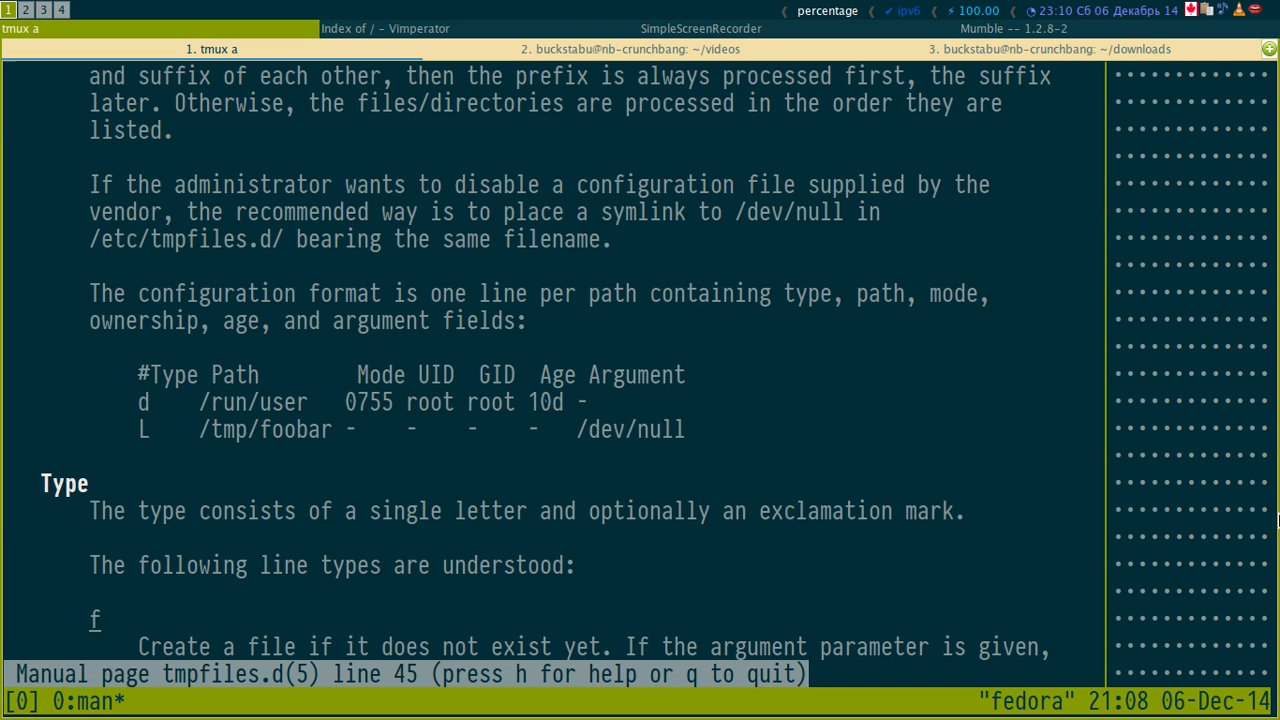 1 2 3 4 percentage ✔ ipv6 ⚡ 100.00 23:10 Сб 06 Декабрь 14
tmux a Index of / - Vimperator SimpleScreenRecorder Mumble -- 1.2.8-2
1. tmux a 2. buckstabu@nb-crunchbang: ~/videos 3. buckstabu@nb-crunchbang: ~/downloads
and suffix of each other, then the prefix is always processed first, the suffix
later. Otherwise, the files/directories are processed in the order they are
listed.
If the administrator wants to disable a configuration file supplied by the
vendor, the recommended way is to place a symlink to /dev/null in
/etc/tmpfiles.d/ bearing the same filename.
The configuration format is one line per path containing type, path, mode,
ownership, age, and argument fields:
#Type Path Mode UID GID Age Argument
d /run/user 0755 root root 10d -
L /tmp/foobar - - - - /dev/null
Type
The type consists of a single letter and optionally an exclamation mark.
The following line types are understood:
f
Create a file if it does not exist yet. If the argument parameter is given,
Manual page tmpfiles.d(5) line 45 (press h for help or q to quit)
[0] 0:man* "fedora" 21:08 06-Dec-14